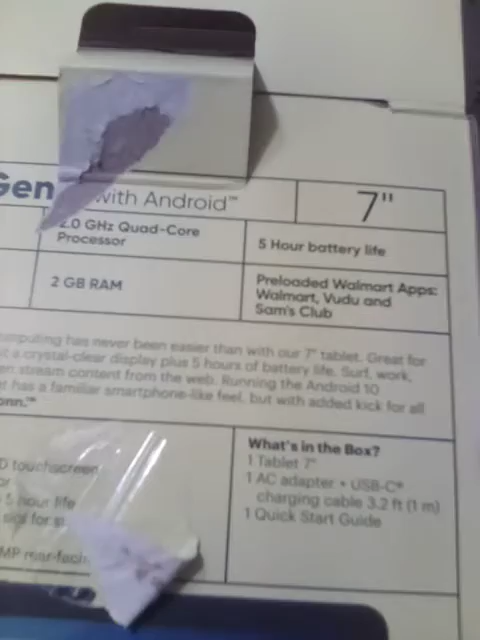 Gen with Android™
7"
2.0 GHz Quad-Core
Processor
5 Hour battery life
2 GB RAM
Preloaded Walmart Apps:
Walmart, Vudu and
Sam's Club
computing has never been easier than with our 7" tablet. Great for
a crystal-clear display plus 5 hours of battery life. Surf, work,
stream content from the web. Running the Android 10
has a familiar smartphone-like feel, but with added kick for all
onn.™
touchscreen
5 hour life
for
MP rear-facin
What's in the Box?
1 Tablet 7"
1 AC adapter + USB-C®
charging cable 3.2 ft (1 m)
1 Quick Start Guide